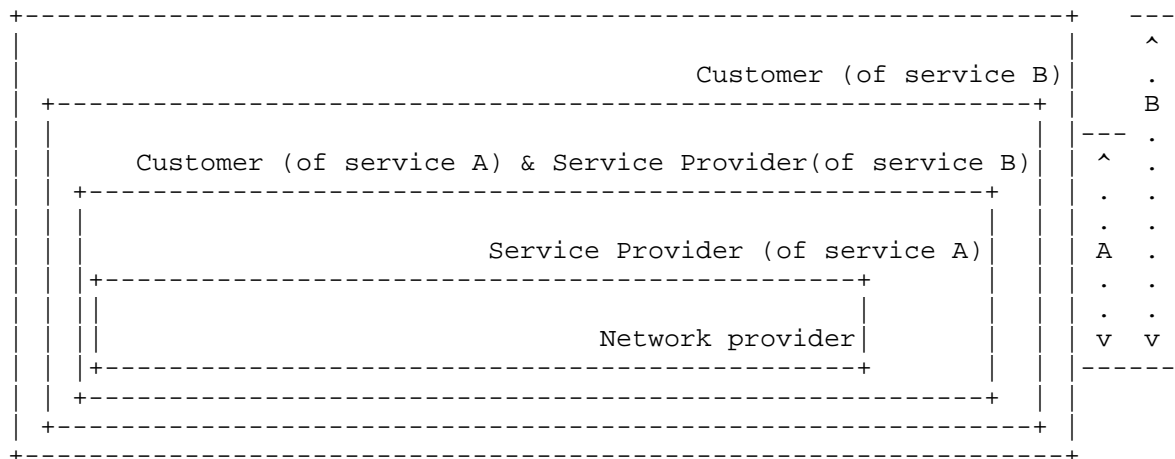 Customer (of service B)
B
Customer (of service A) & Service Provider(of service B)
Service Provider (of service A)
A
Network provider
v v